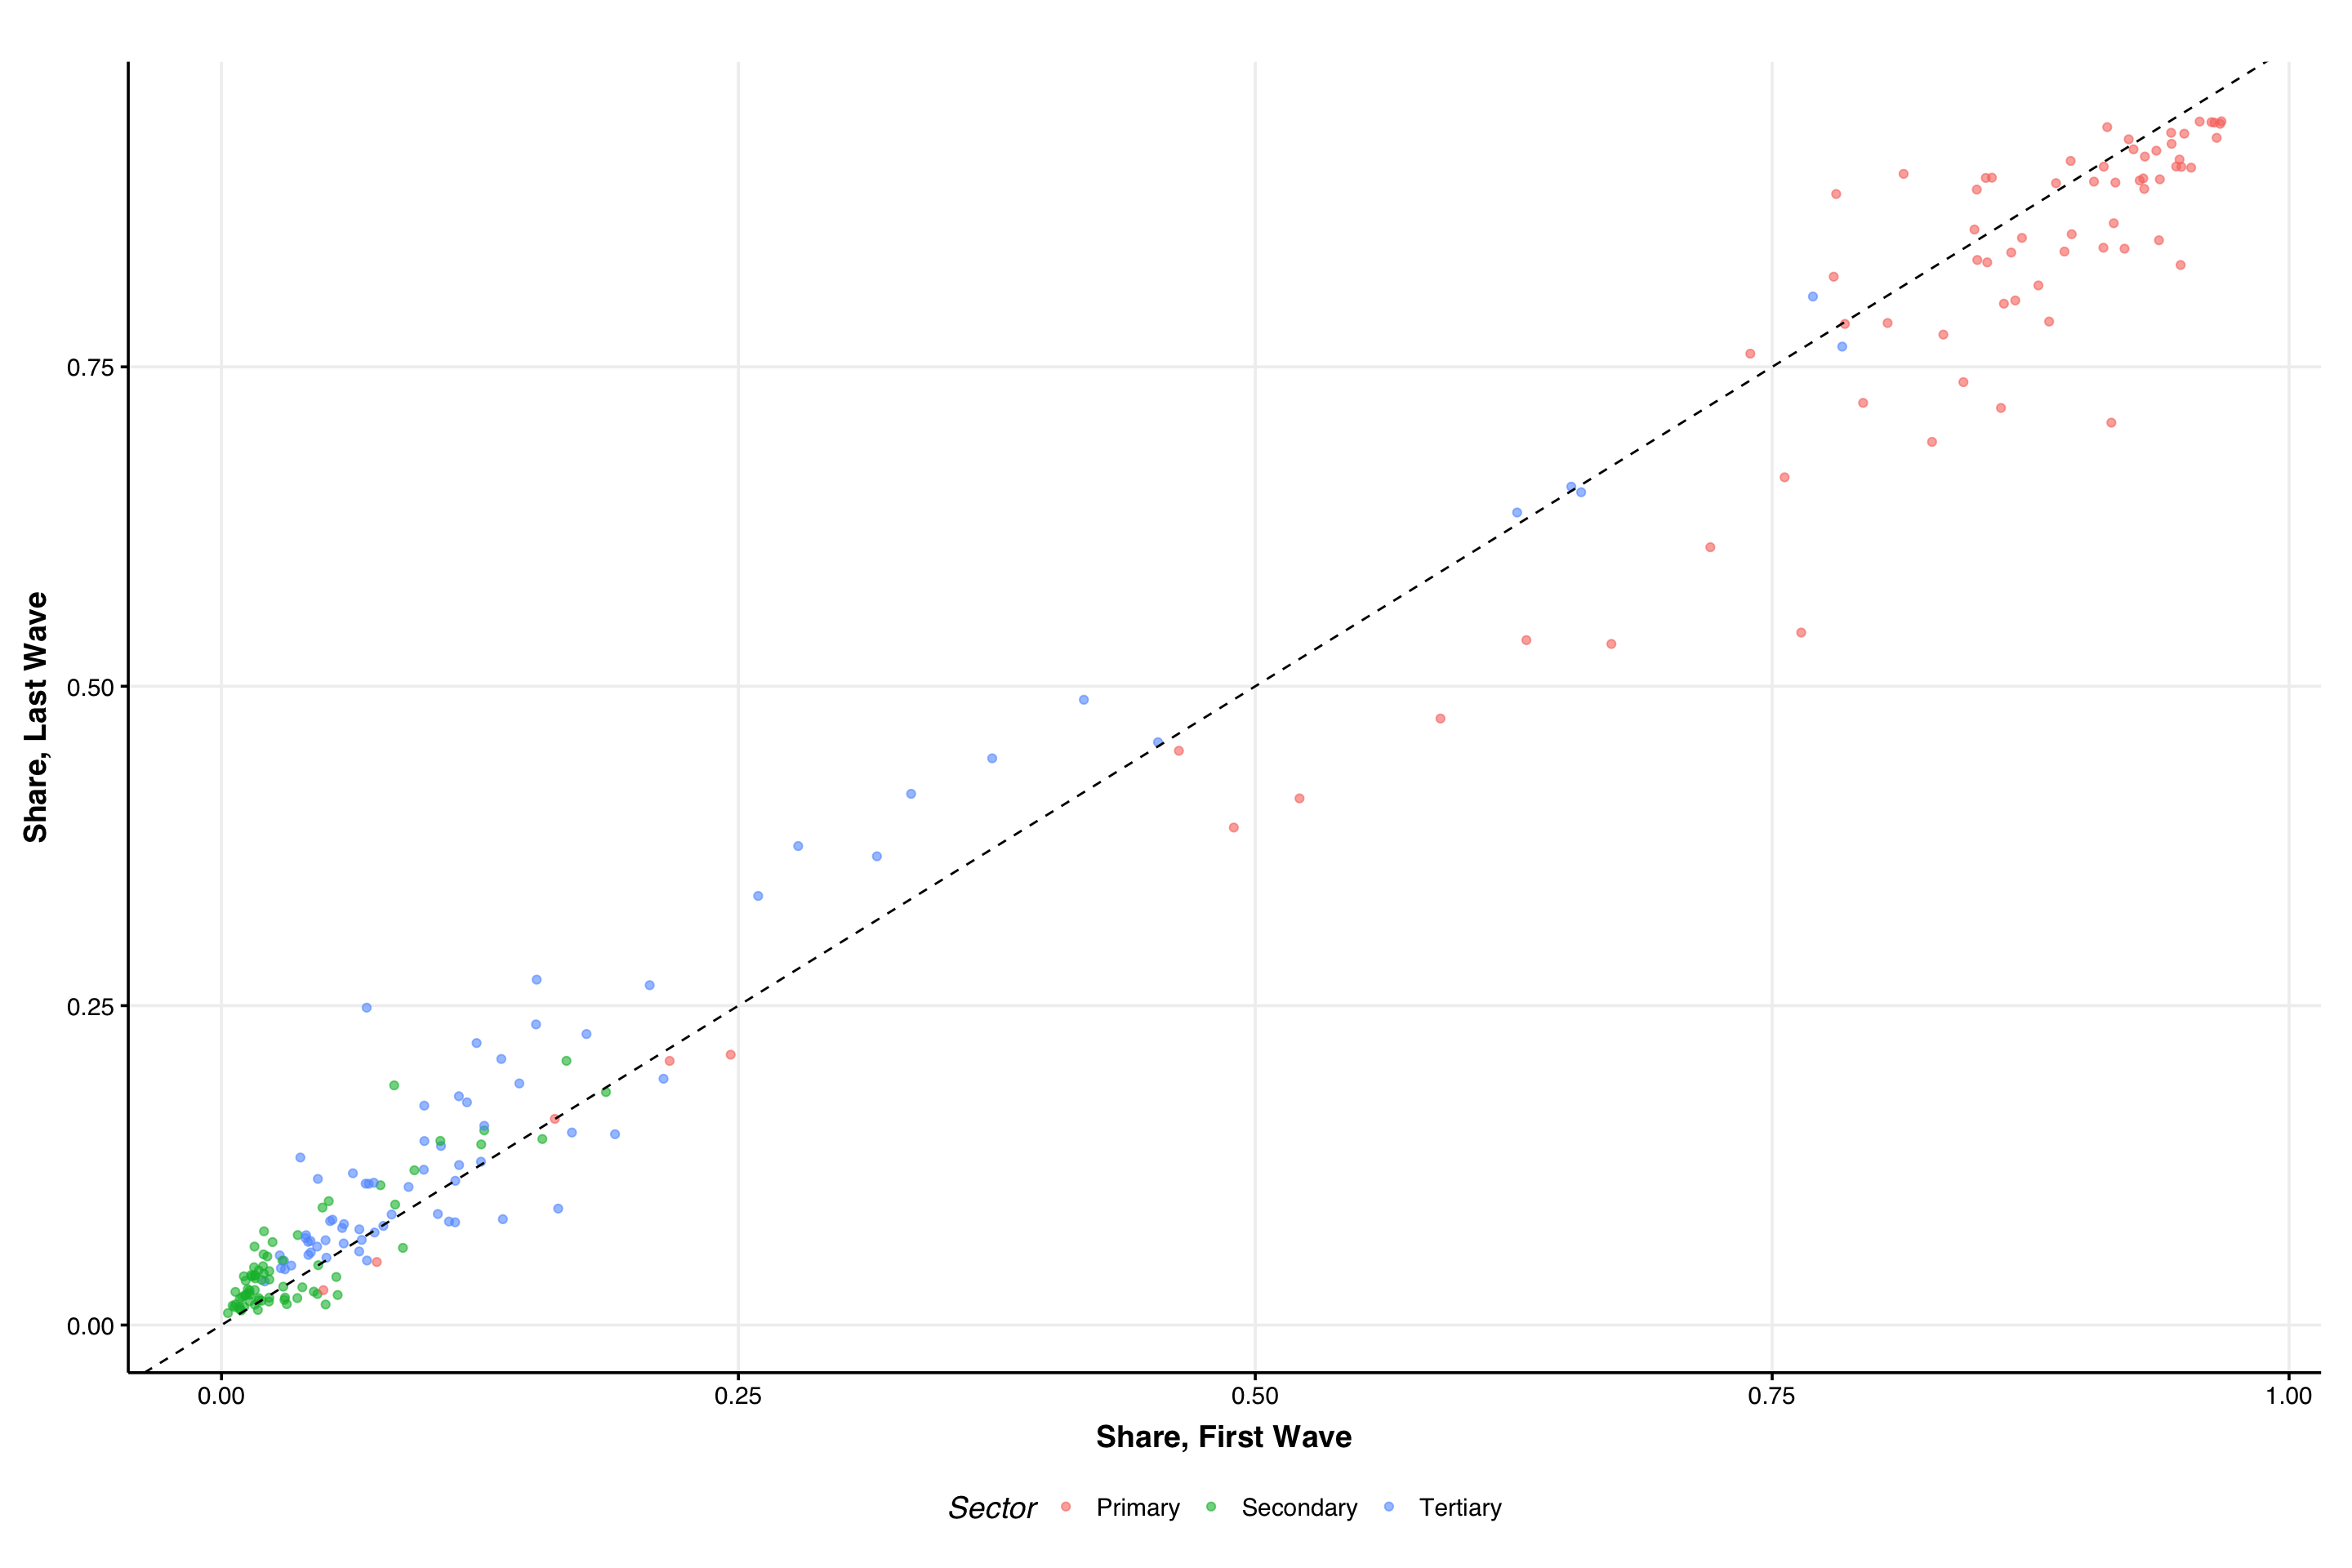 Share, Last Wave
0.75
0.50
0.25
0.00
0.00 0.25 0.50 0.75 1.00
Share, First Wave
Sector Primary Secondary Tertiary